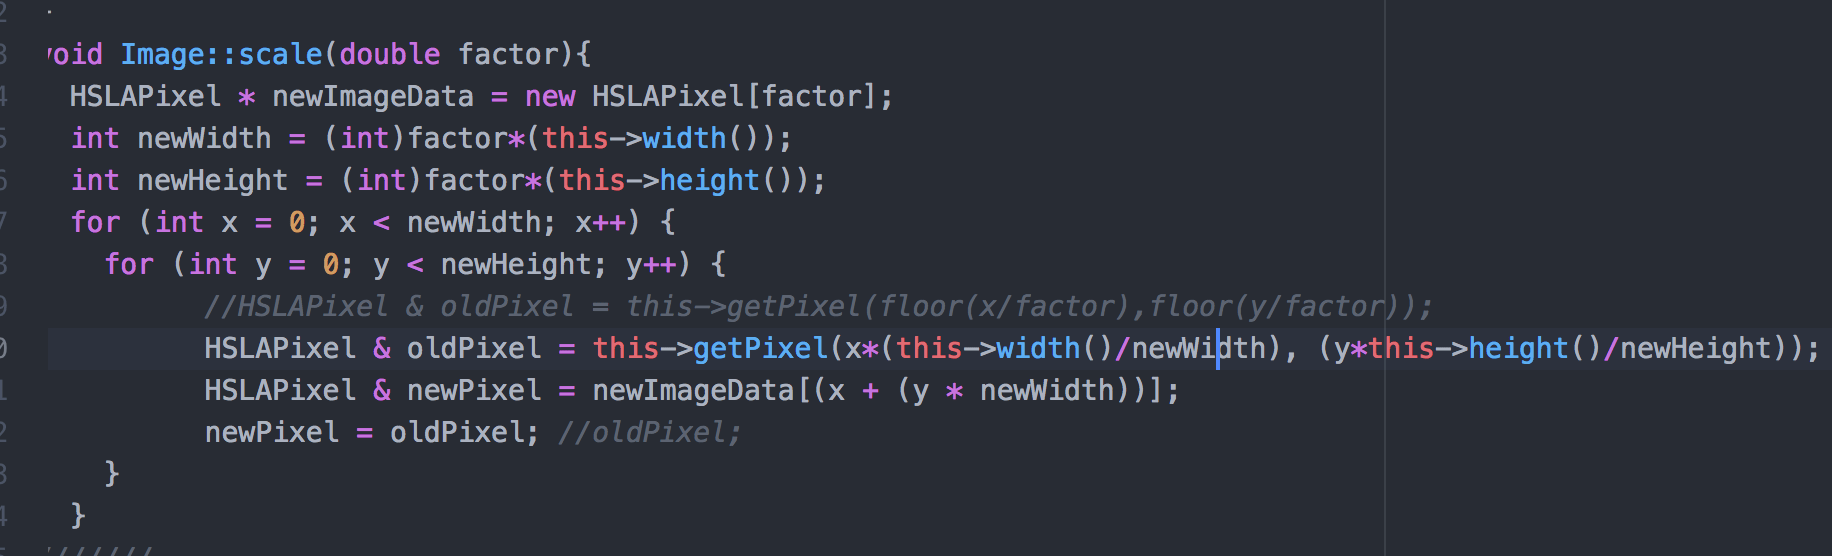 2
3 void Image::scale(double factor){
4 HSLAPixel * newImageData = new HSLAPixel[factor];
5 int newWidth = (int)factor*(this->width());
6 int newHeight = (int)factor*(this->height());
7 for (int x = 0; x < newWidth; x++) {
8 for (int y = 0; y < newHeight; y++) {
9 //HSLAPixel & oldPixel = this->getPixel(floor(x/factor),floor(y/factor));
0 HSLAPixel & oldPixel = this->getPixel(x*(this->width()/newWidth), (y*this->height()/newHeight));
1 HSLAPixel & newPixel = newImageData[(x + (y * newWidth))];
2 newPixel = oldPixel; //oldPixel;
3 }
4 }